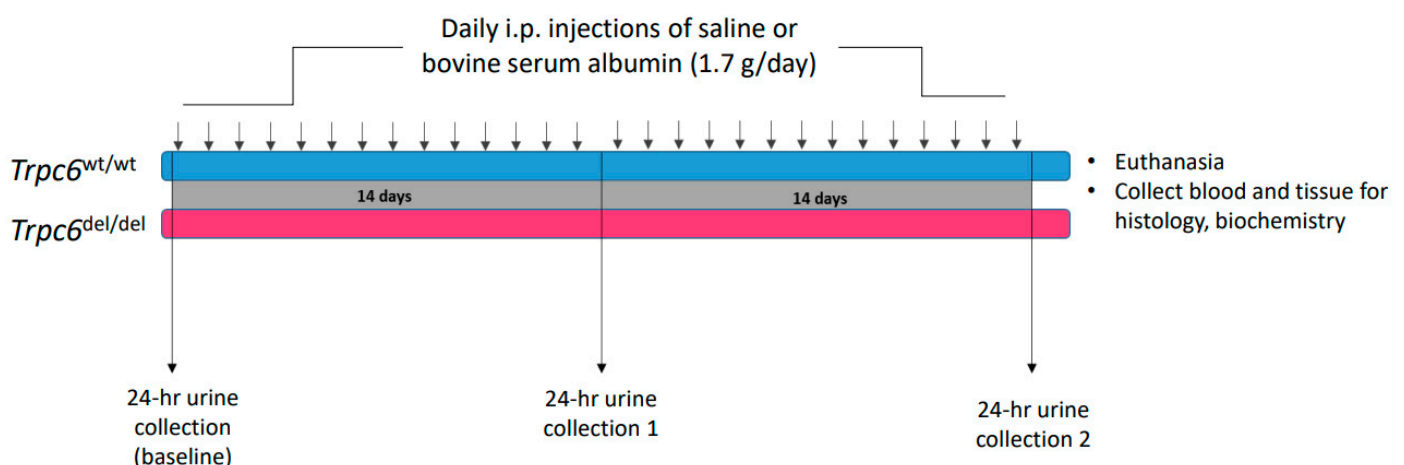 Daily i.p. injections of saline or
bovine serum albumin (1.7 g/day)
Trpc6wt/wt
14 days
14 days
Trpc6del/del
• Euthanasia
• Collect blood and tissue for
histology, biochemistry
24-hr urine
collection
(baseline)
24-hr urine
collection 1
24-hr urine
collection 2